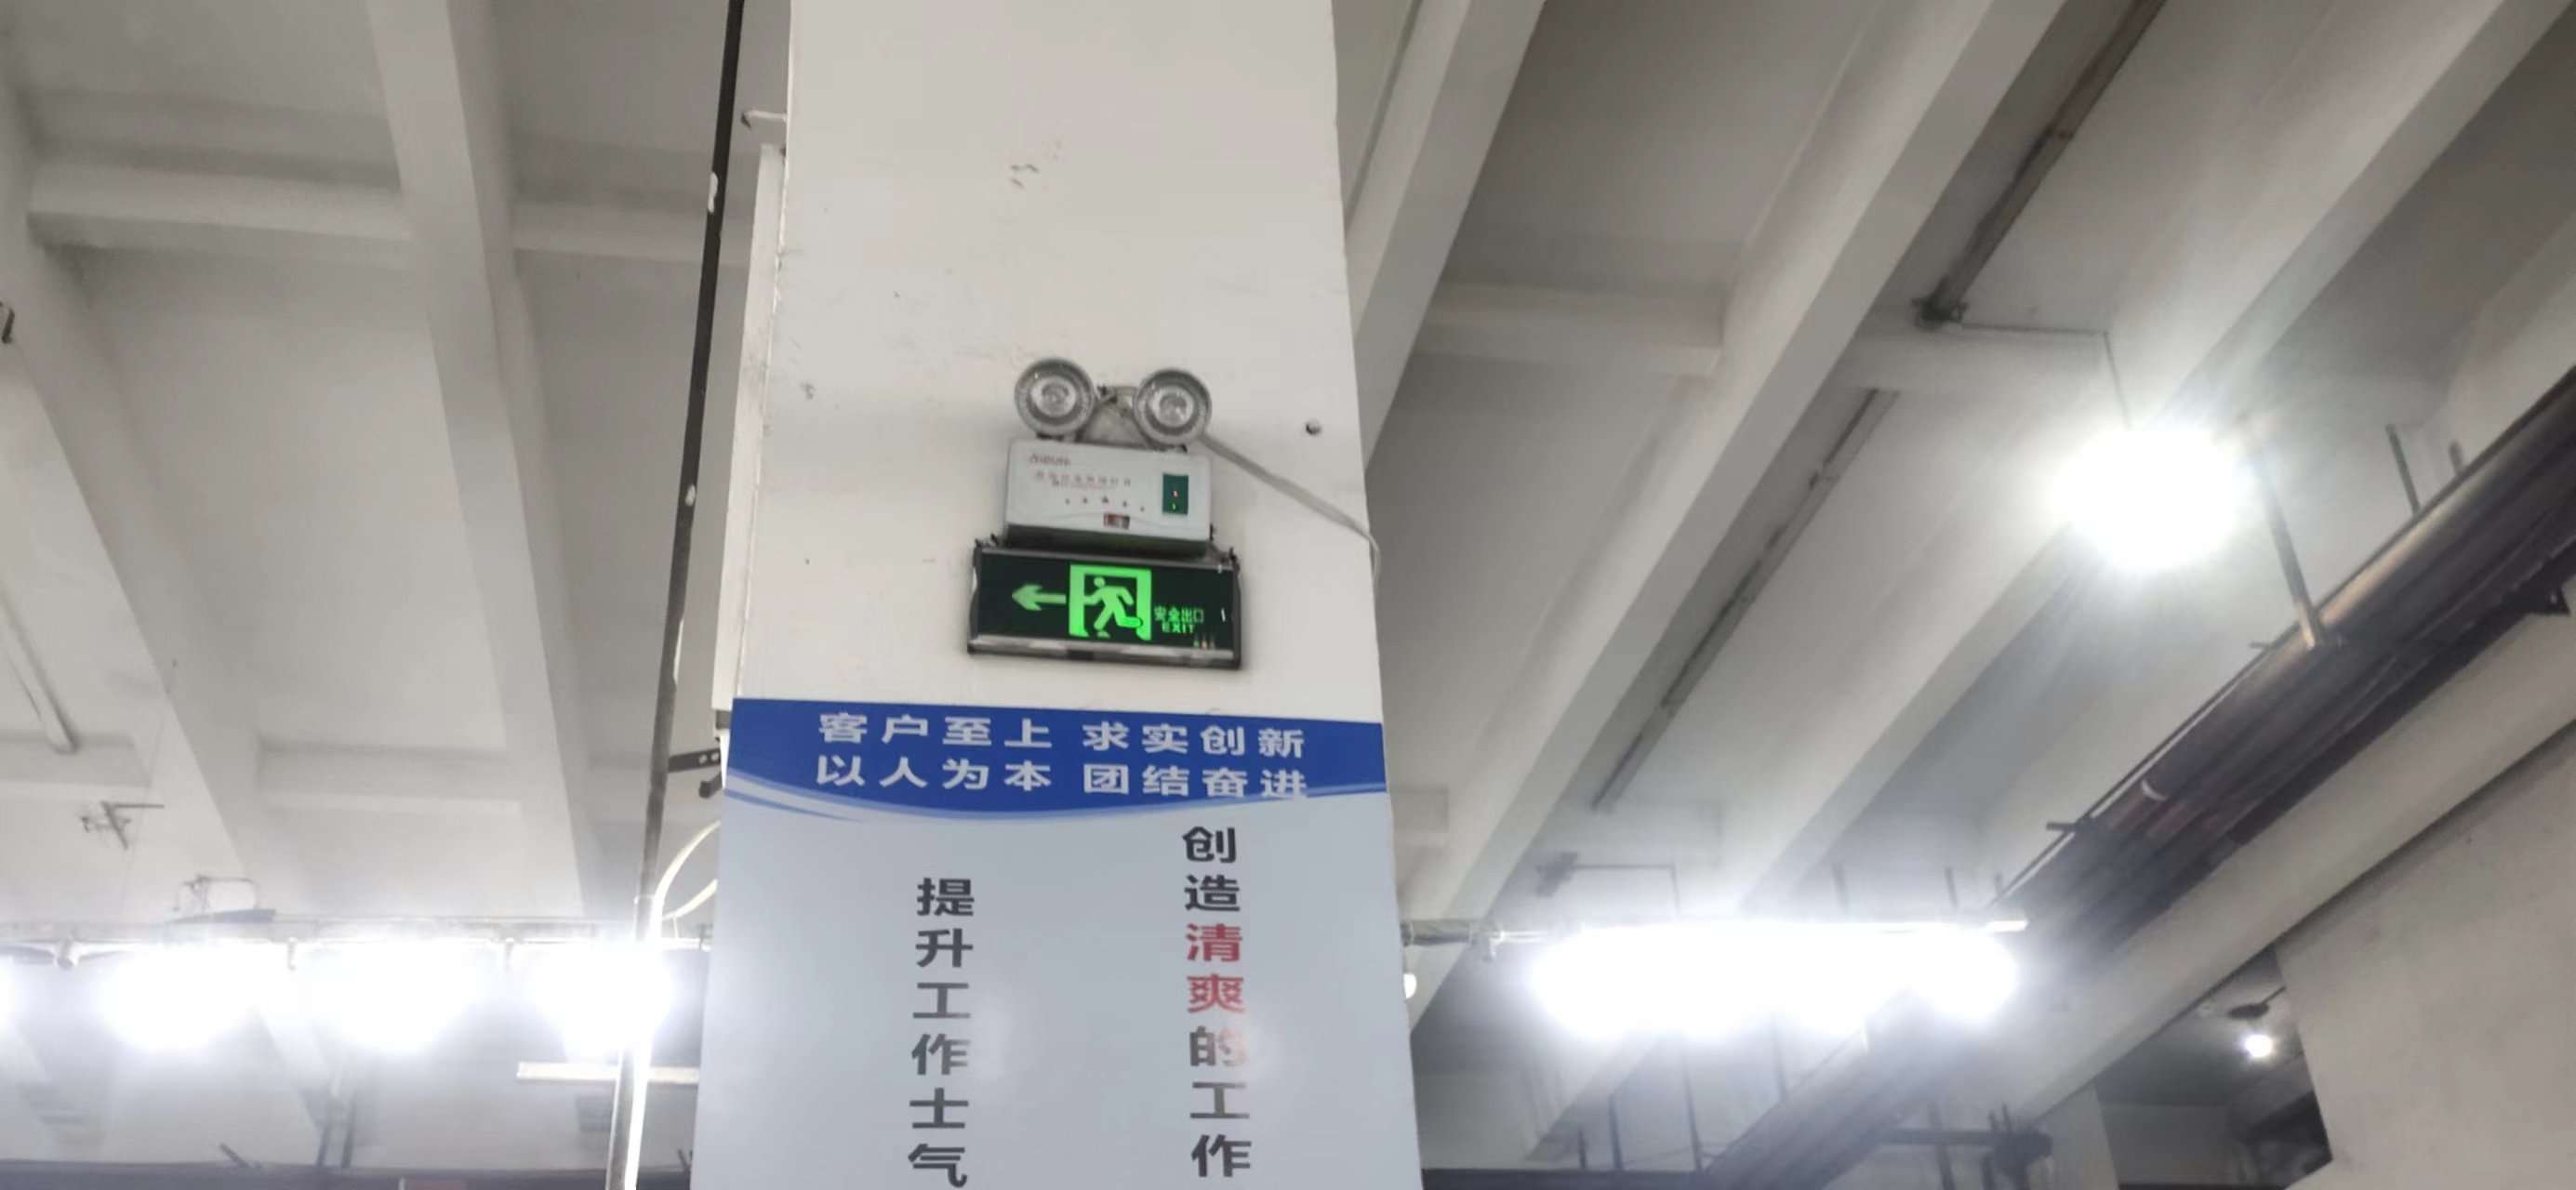 安全出口
EXIT
客户至上 求实创新
以人为本 团结奋进
创造清爽的工作
提升工作士气